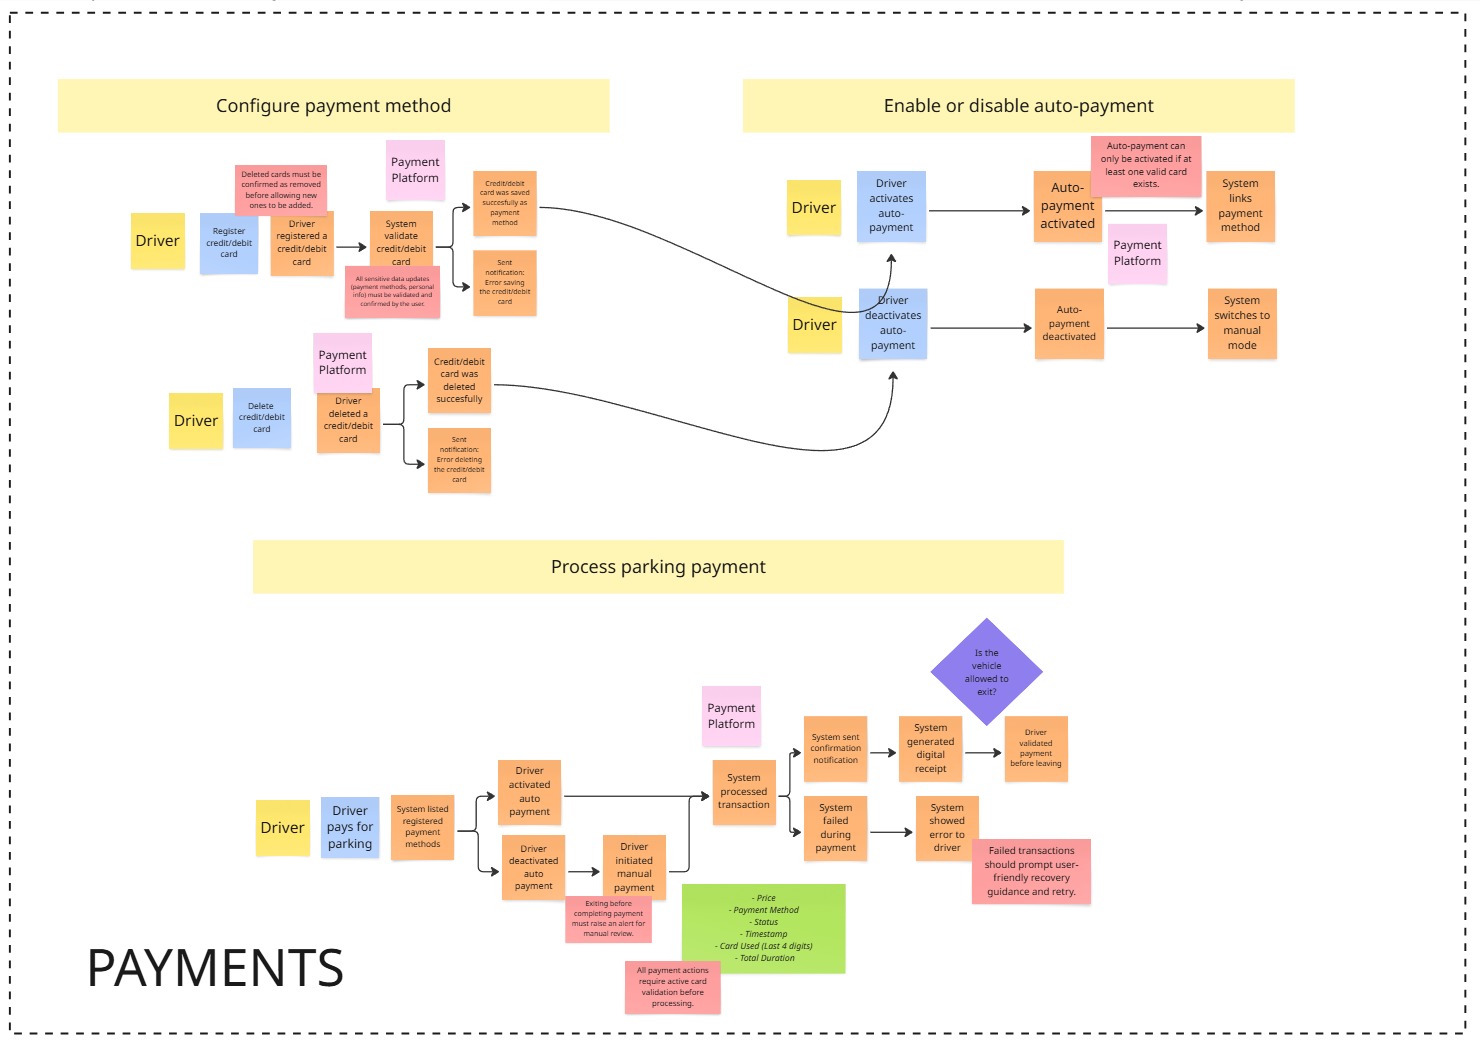 Configure payment method
Enable or disable auto-payment
Payment
Platform
Deleted cards must be
confirmed as removed
before allowing new
ones to be added.
Driver
Register
credit/debit
card
Driver
registered a
credit/debit
card
System
validate
credit/debit
card
All sensitive data updates
(payment methods, personal
info) must be validated and
confirmed by the user.
Credit/debit
card was saved
succesfully as
payment
method
Sent
notification:
Error saving
the credit/debit
card
Driver
Driver
activates
auto-
payment
Auto-
payment
activated
Auto-payment can
only be activated if at
least one valid card
exists.
System
links
payment
method
Payment
Platform
Driver
Driver
deactivates
auto-
payment
Auto-
payment
deactivated
System
switches to
manual
mode
Payment
Platform
Driver
Delete
credit/debit
card
Driver
deleted a
credit/debit
card
Credit/debit
card was
deleted
succesfully
Sent
notification:
Error deleting
the credit/debit
card
Process parking payment
Is the
vehicle
allowed to
exit?
Payment
Platform
Driver
Driver
pays for
parking
System listed
registered
payment
methods
Driver
activated
auto
payment
Driver
deactivated
auto
payment
Driver
initiated
manual
payment
Exiting before
completing payment
must raise an alert for
manual review.
System
processed
transaction
System sent
confirmation
notification
System
generated
digital
receipt
Driver
validated
payment
before leaving
System
failed
during
payment
System
showed
error to
driver
Failed transactions
should prompt user-
friendly recovery
guidance and retry.
- Price
- Payment Method
- Status
- Timestamp
- Card Used (Last 4 digits)
- Total Duration
All payment actions
require active card
validation before
processing.
PAYMENTS